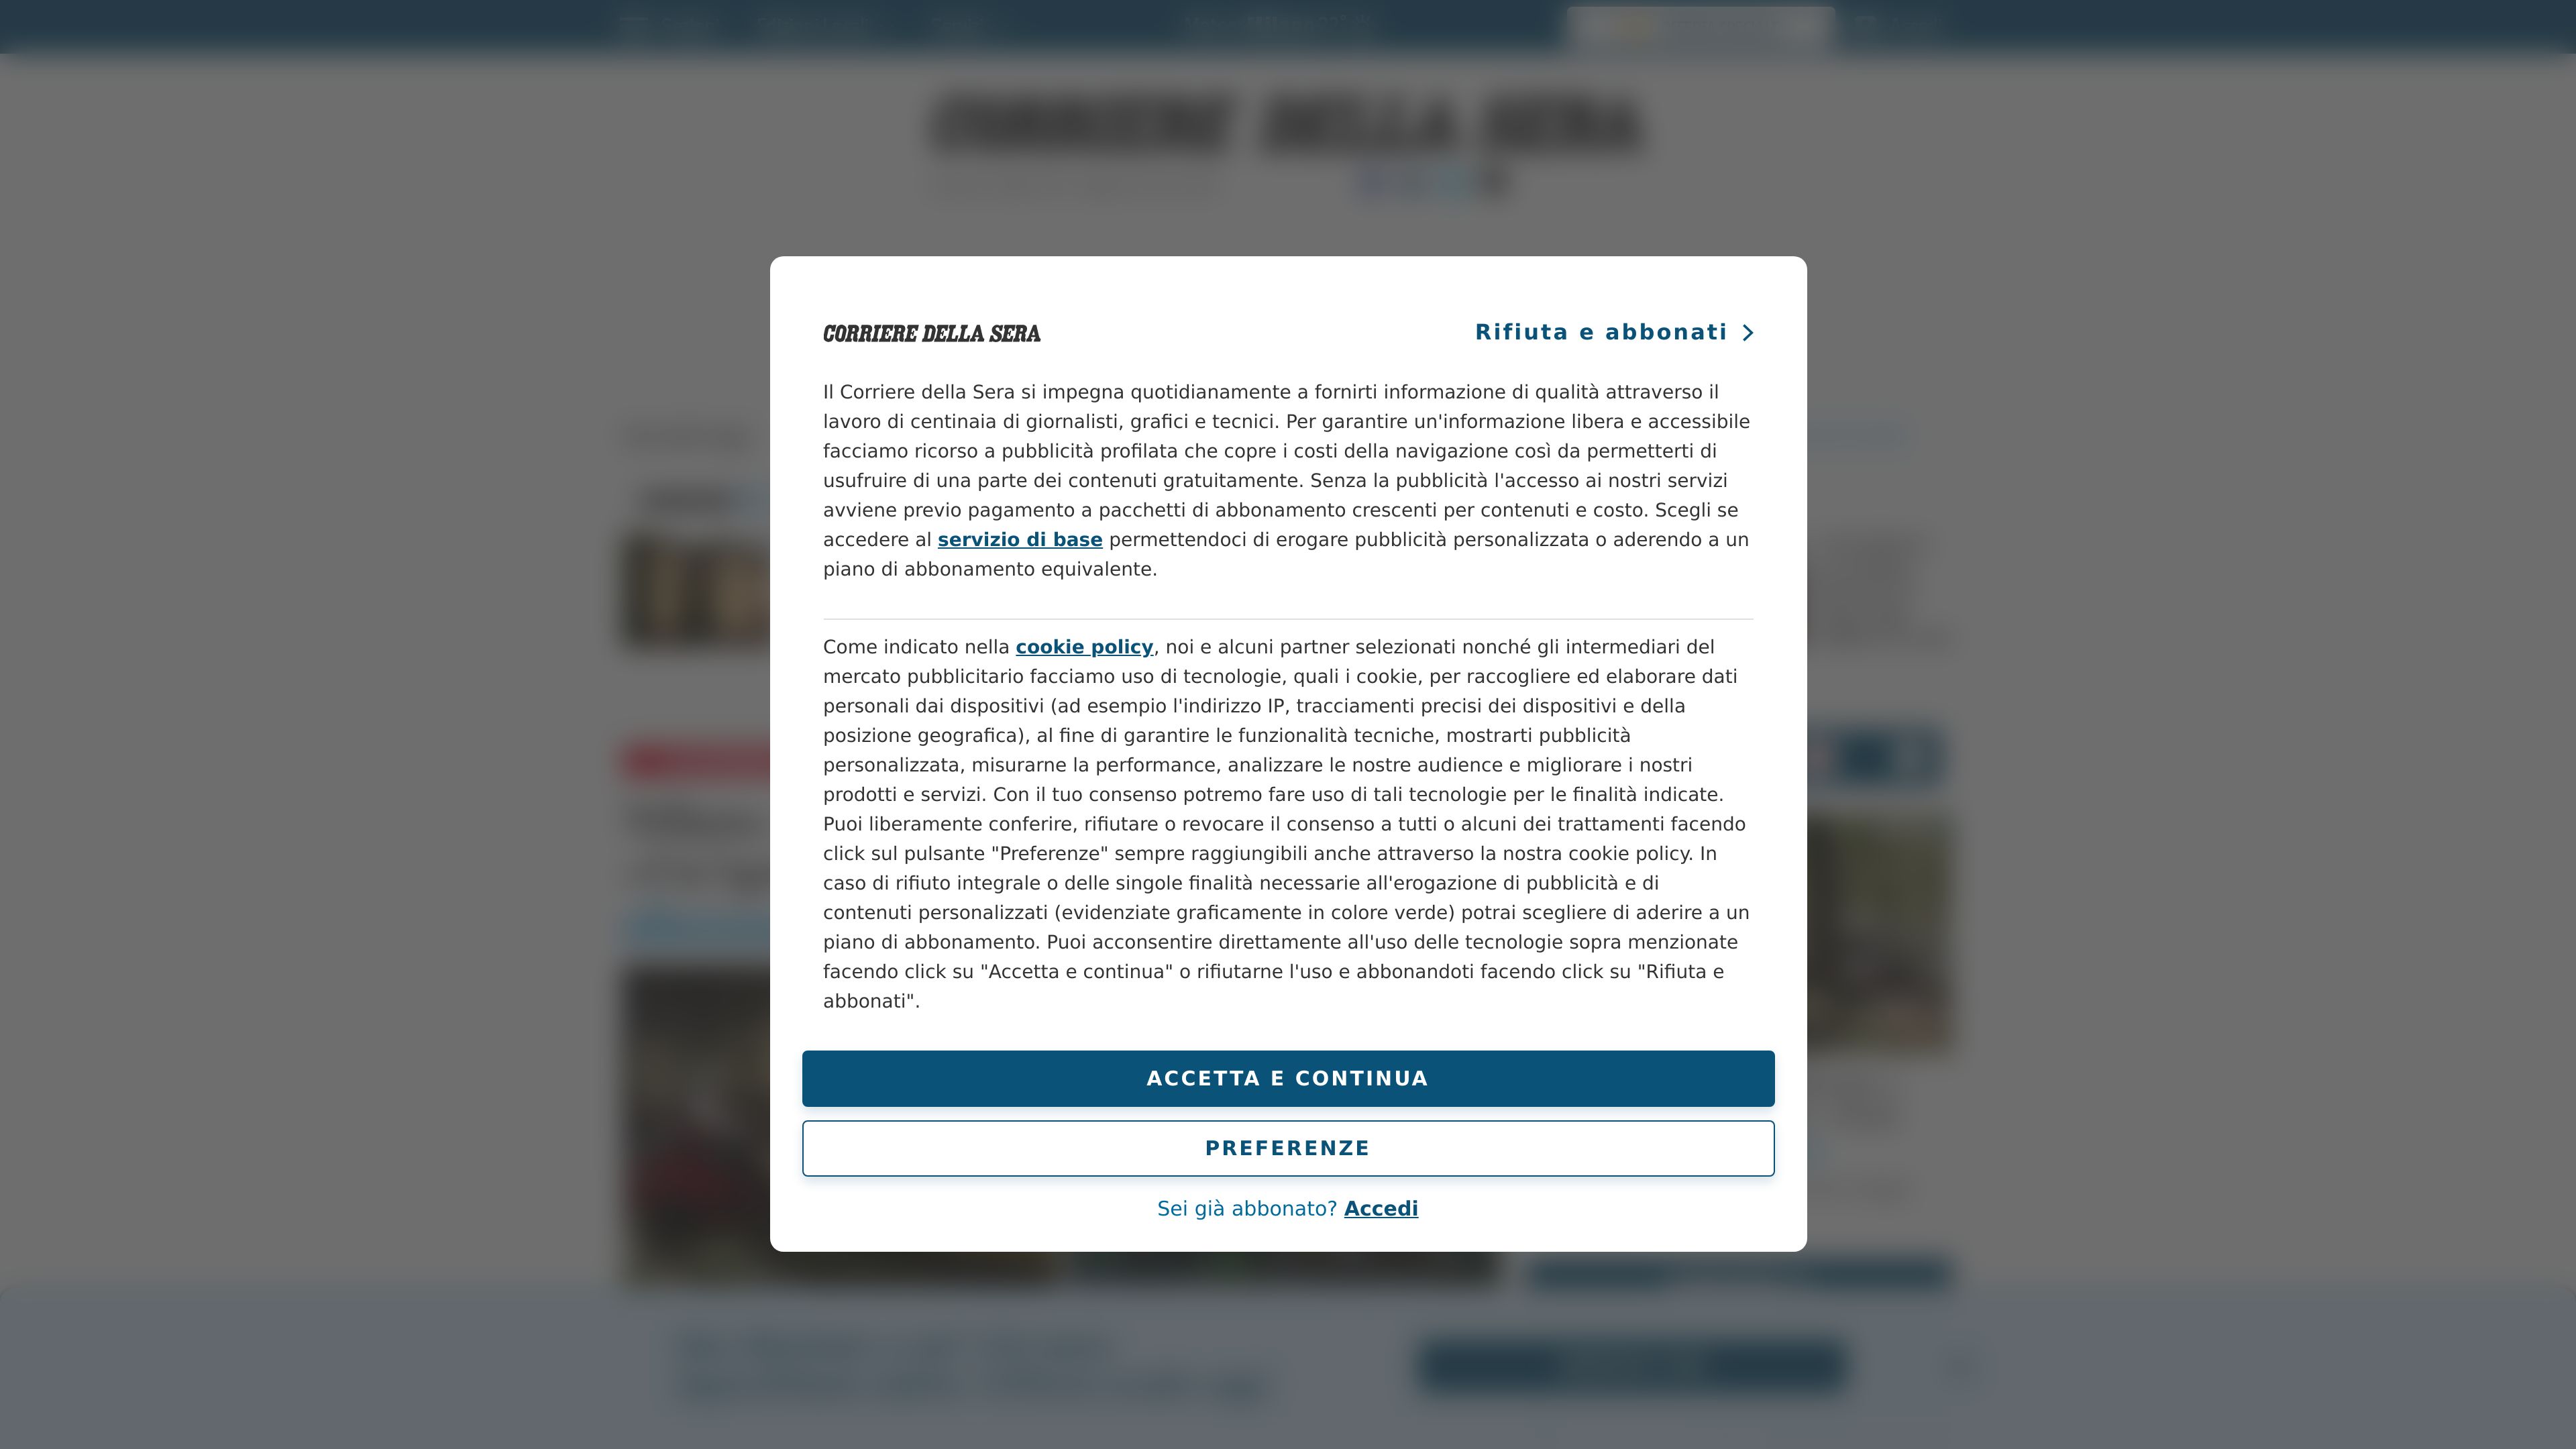 CORRIERE DELLA SERA
CORRIERE DELLA SERA
Rifiuta e abbonati
Il Corriere della Sera si impegna quotidianamente a fornirti informazione di qualità attraverso il
lavoro di centinaia di giornalisti, grafici e tecnici. Per garantire un'informazione libera e accessibile
facciamo ricorso a pubblicità profilata che copre i costi della navigazione così da permetterti di
usufruire di una parte dei contenuti gratuitamente. Senza la pubblicità l'accesso ai nostri servizi
avviene previo pagamento a pacchetti di abbonamento crescenti per contenuti e costo. Scegli se
accedere al servizio di base permettendoci di erogare pubblicità personalizzata o aderendo a un
piano di abbonamento equivalente.
Come indicato nella cookie policy, noi e alcuni partner selezionati nonché gli intermediari del
mercato pubblicitario facciamo uso di tecnologie, quali i cookie, per raccogliere ed elaborare dati
personali dai dispositivi (ad esempio l'indirizzo IP, tracciamenti precisi dei dispositivi e della
posizione geografica), al fine di garantire le funzionalità tecniche, mostrarti pubblicità
personalizzata, misurarne la performance, analizzare le nostre audience e migliorare i nostri
prodotti e servizi. Con il tuo consenso potremo fare uso di tali tecnologie per le finalità indicate.
Puoi liberamente conferire, rifiutare o revocare il consenso a tutti o alcuni dei trattamenti facendo
click sul pulsante "Preferenze" sempre raggiungibili anche attraverso la nostra cookie policy. In
caso di rifiuto integrale o delle singole finalità necessarie all'erogazione di pubblicità e di
contenuti personalizzati (evidenziate graficamente in colore verde) potrai scegliere di aderire a un
piano di abbonamento. Puoi acconsentire direttamente all'uso delle tecnologie sopra menzionate
facendo click su "Accetta e continua" o rifiutarne l'uso e abbonandoti facendo click su "Rifiuta e
abbonati".
ACCETTA E CONTINUA
PREFERENZE
Sei già abbonato? Accedi